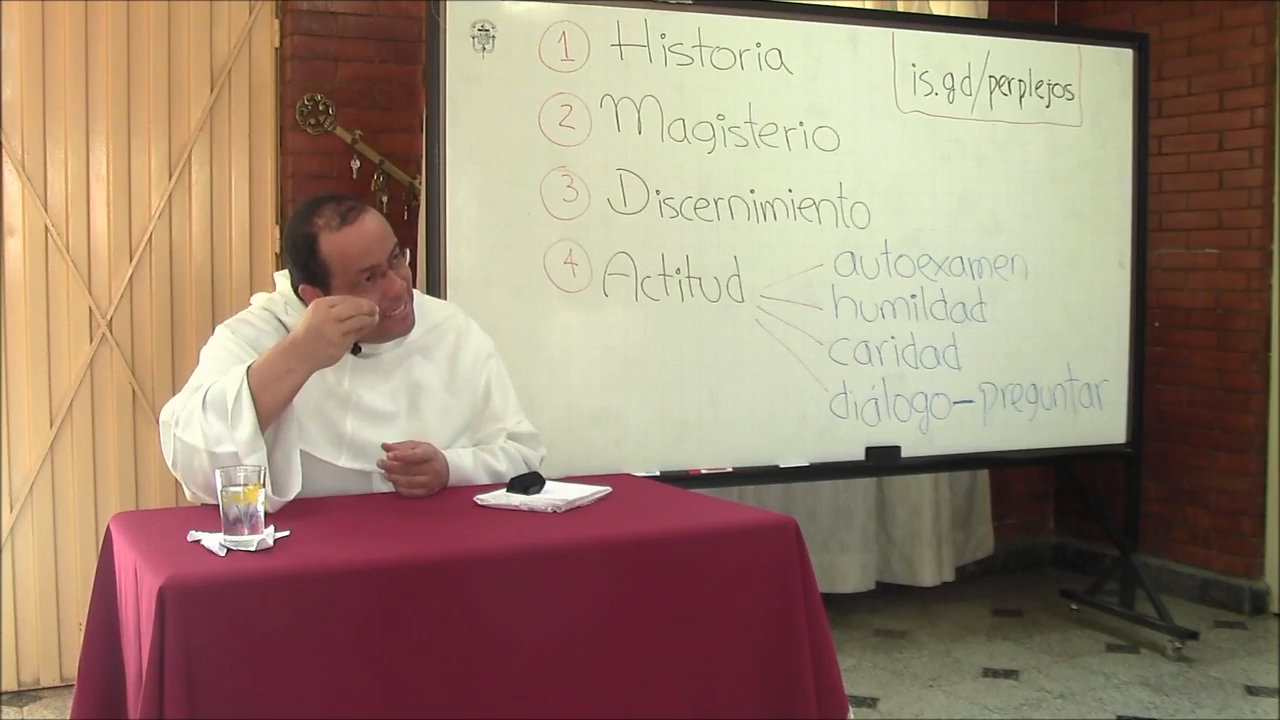 1 Historia
is.gd/perplejos
2 Magisterio
3 Discernimiento
4 Actitud
autoexamen
humildad
caridad
diálogo-preguntar